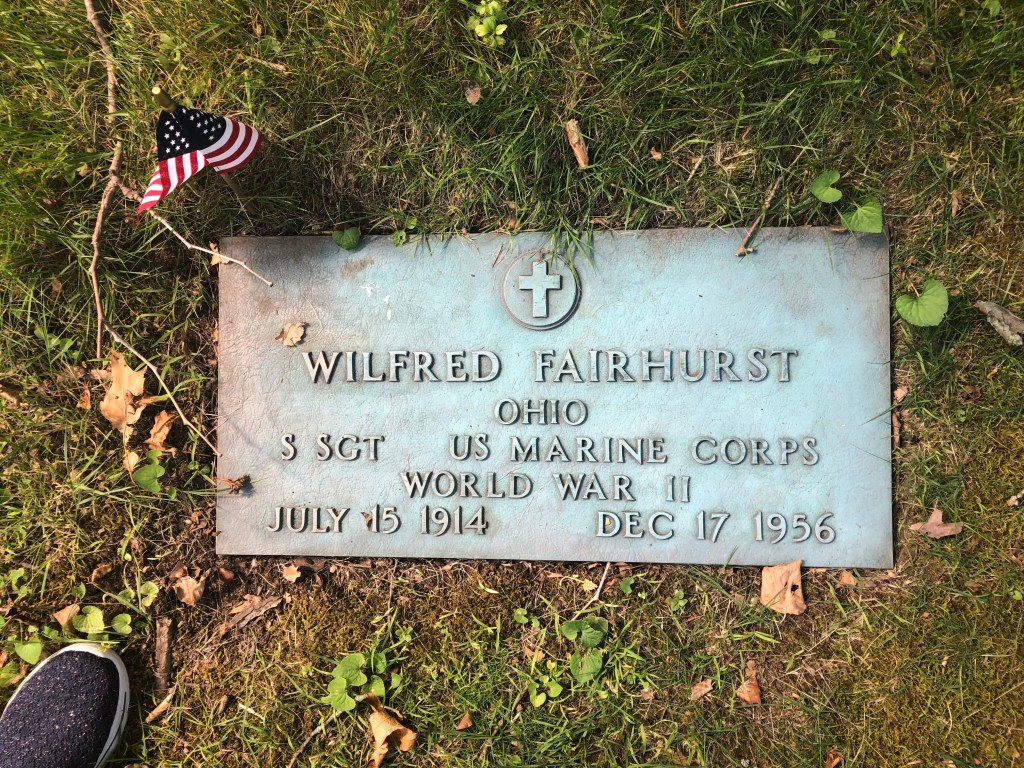 WILFRED FAIRHURST
OHIO
S SGT US MARINE CORPS
WORLD WAR II
JULY 15 1914 DEC 17 1956